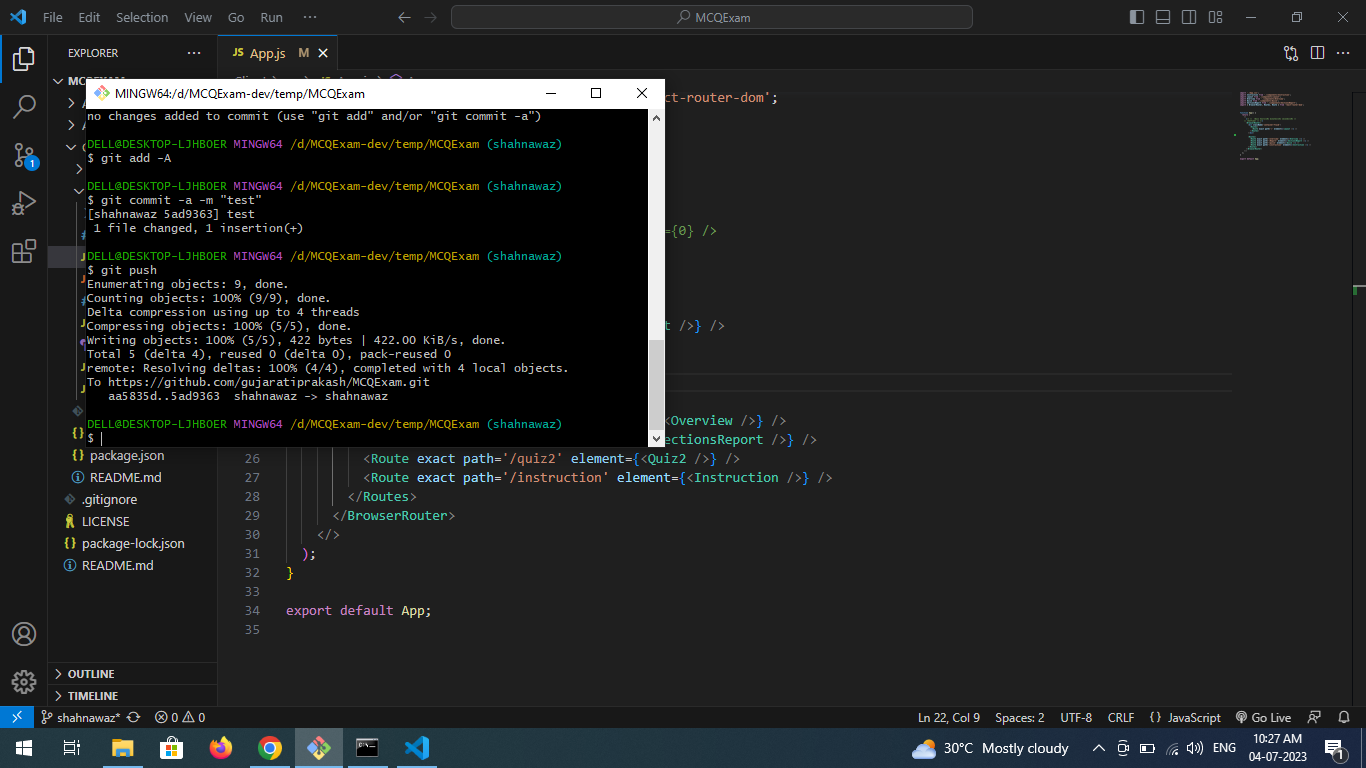 File Edit Selection View Go Run ···
MCQExam
EXPLORER ···
JS App.js M
MINGW64:/d/MCQExam-dev/temp/MCQExam
no changes added to commit (use "git add" and/or "git commit -a")
DELL@DESKTOP-LJHBOER MINGW64 /d/MCQExam-dev/temp/MCQExam (shahnawaz)
$ git add -A
DELL@DESKTOP-LJHBOER MINGW64 /d/MCQExam-dev/temp/MCQExam (shahnawaz)
$ git commit -a -m "test"
[shahnawaz 5ad9363] test
1 file changed, 1 insertion(+)
DELL@DESKTOP-LJHBOER MINGW64 /d/MCQExam-dev/temp/MCQExam (shahnawaz)
$ git push
Enumerating objects: 9, done.
Counting objects: 100% (9/9), done.
Delta compression using up to 4 threads
Compressing objects: 100% (5/5), done.
Writing objects: 100% (5/5), 422 bytes | 422.00 KiB/s, done.
Total 5 (delta 4), reused 0 (delta 0), pack-reused 0
remote: Resolving deltas: 100% (4/4), completed with 4 local objects.
To https://github.com/gujaratiprakash/MCQExam.git
aa5835d..5ad9363  shahnawaz -> shahnawaz
DELL@DESKTOP-LJHBOER MINGW64 /d/MCQExam-dev/temp/MCQExam (shahnawaz)
$
ct-router-dom';
={0} />
t />} />
<Overview />} />
ectionsReport />} />
26 <Route exact path='/quiz2' element={<Quiz2 />} />
27 <Route exact path='/instruction' element={<Instruction />} />
28 </Routes>
29 </BrowserRouter>
30 </>
31 );
32 }
33
34 export default App;
35
1
{}
{} package.json
README.md
.gitignore
LICENSE
{} package-lock.json
README.md
OUTLINE
TIMELINE
shahnawaz* 0 0 Ln 22, Col 9 Spaces: 2 UTF-8 CRLF {} JavaScript Go Live
30°C Mostly cloudy ENG 10:27 AM
04-07-2023 1